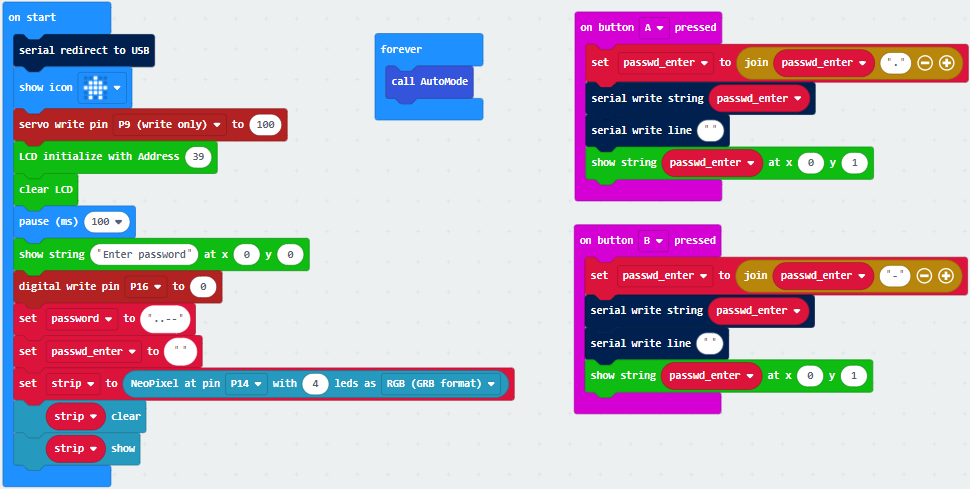 on start
serial redirect to USB
show icon
servo write pin P9 (write only) to 100
LCD initialize with Address 39
clear LCD
pause (ms) 100
show string "Enter password" at x 0 y 0
digital write pin P16 to 0
set password to "..--"
set passwd_enter to " "
set strip to NeoPixel at pin P14 with 4 leds as RGB (GRB format)
strip clear
strip show
forever
call AutoMode
on button A pressed
set passwd_enter to join passwd_enter "."
serial write string passwd_enter
serial write line " "
show string passwd_enter at x 0 y 1
on button B pressed
set passwd_enter to join passwd_enter "-"
serial write string passwd_enter
serial write line " "
show string passwd_enter at x 0 y 1